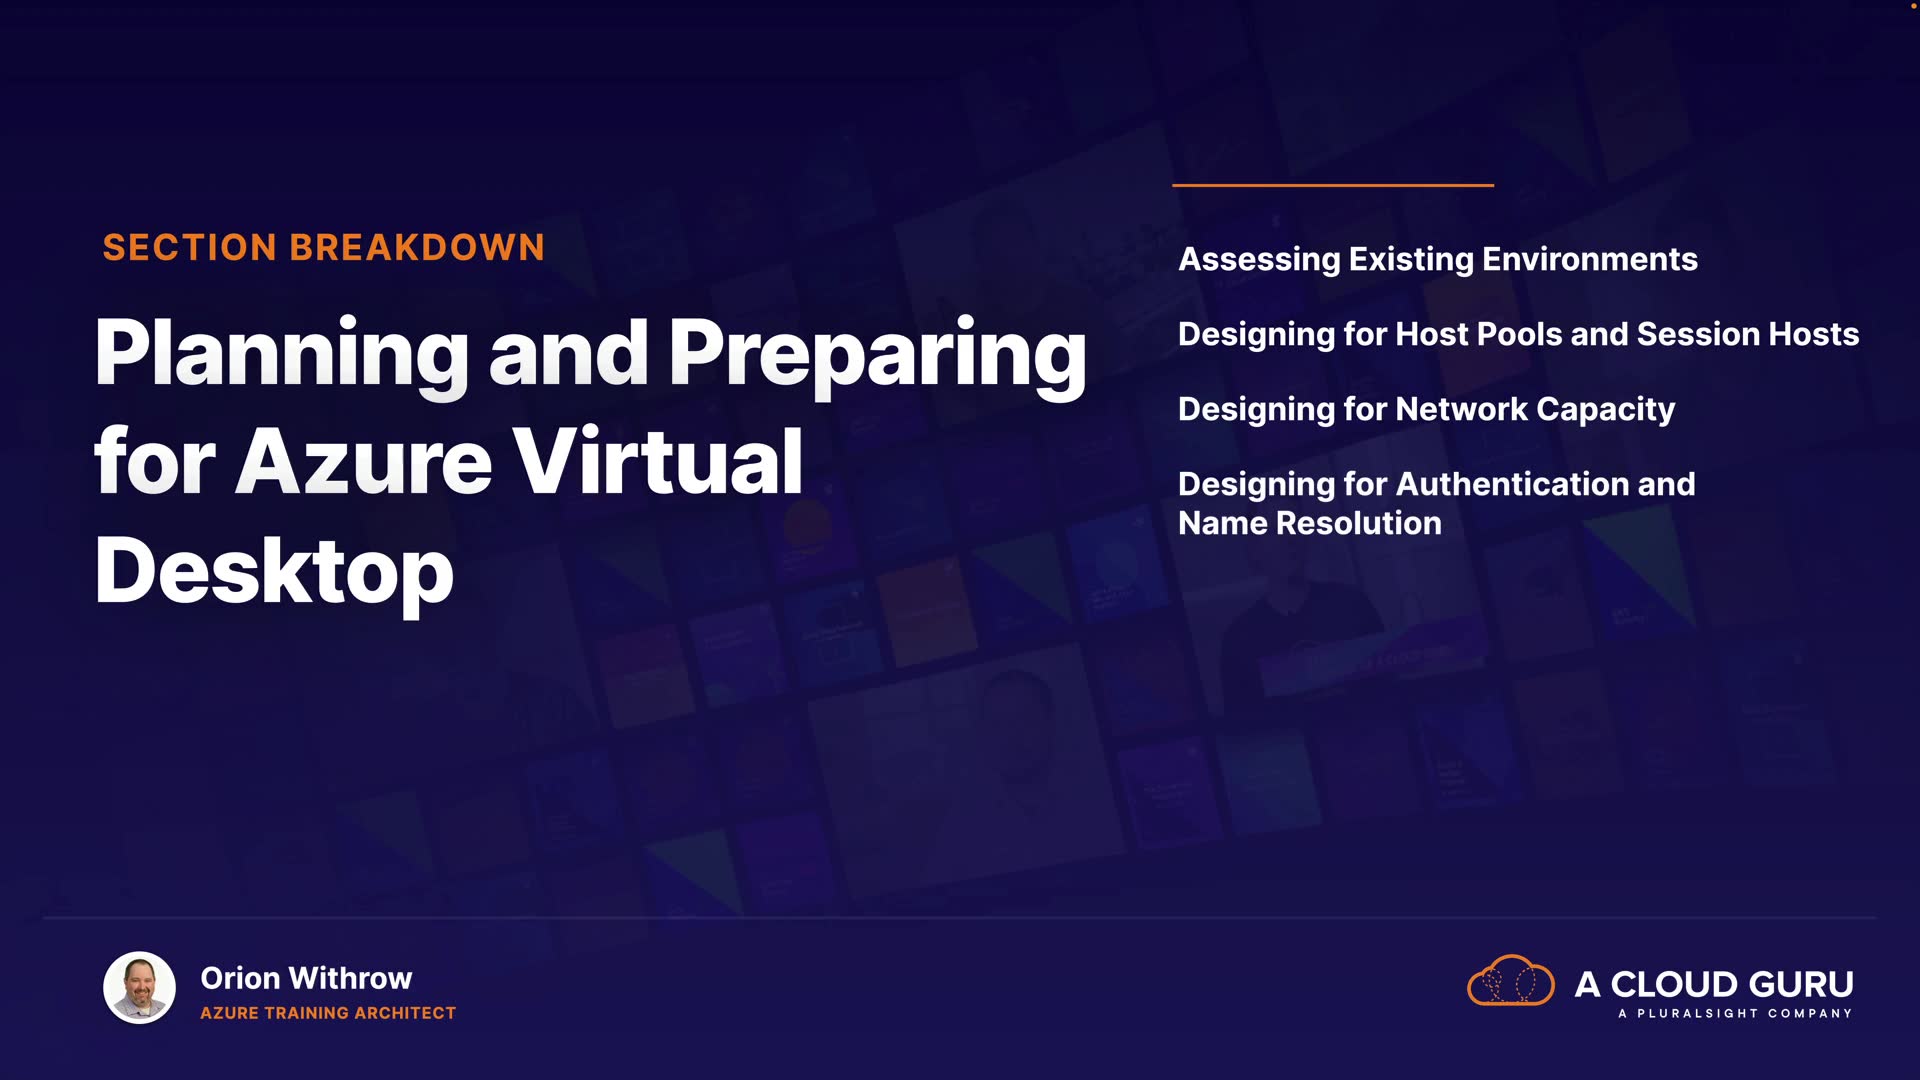 SECTION BREAKDOWN
Planning and Preparing
for Azure Virtual
Desktop
Assessing Existing Environments
Designing for Host Pools and Session Hosts
Designing for Network Capacity
Designing for Authentication and
Name Resolution
Orion Withrow
AZURE TRAINING ARCHITECT
A CLOUD GURU
A PLURALSIGHT COMPANY